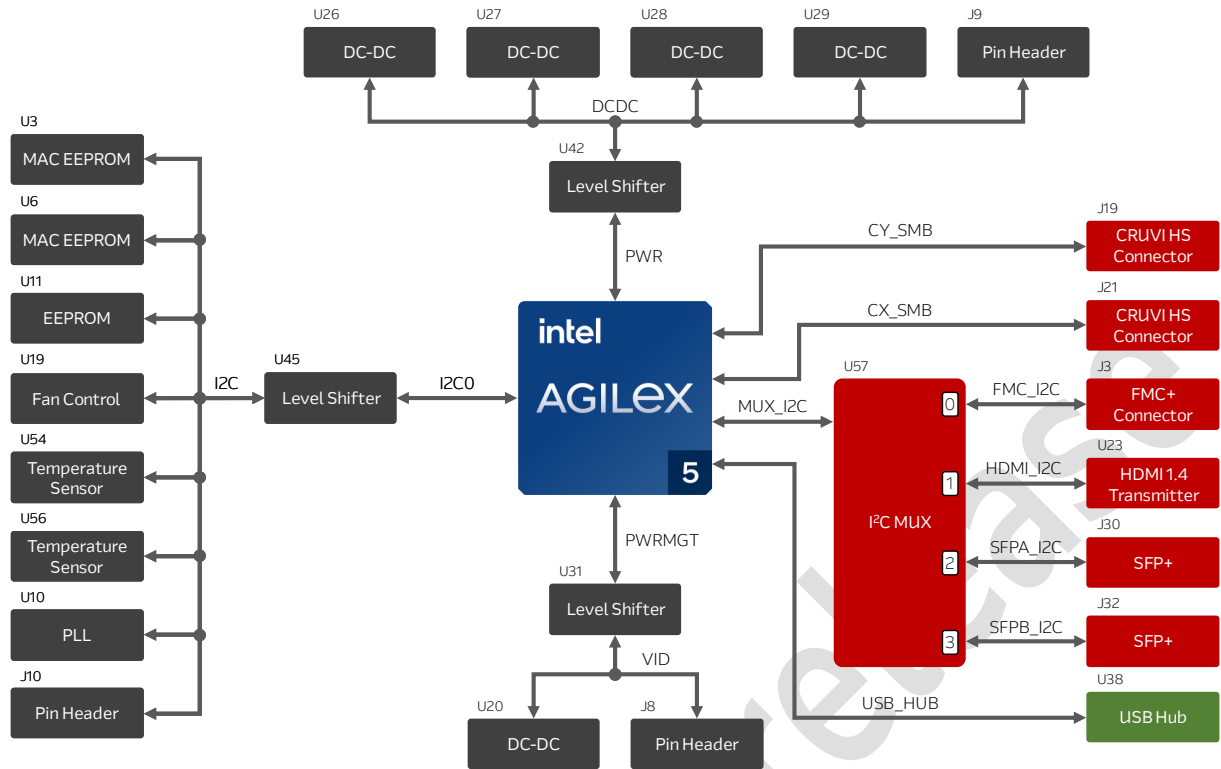 U26
DC-DC
U27
DC-DC
U28
DC-DC
U29
DC-DC
J9
Pin Header
DCDC
U42
Level Shifter
PWR
U3
MAC EEPROM
U6
MAC EEPROM
U11
EEPROM
U19
Fan Control
U54
Temperature
Sensor
U56
Temperature
Sensor
U10
PLL
J10
Pin Header
I2C
U45
Level Shifter
I2C0
intel
AGILEX
5
CY_SMB
J19
CRUVI HS
Connector
CX_SMB
J21
CRUVI HS
Connector
MUX_I2C
U57
I²C MUX
0
FMC_I2C
J3
FMC+
Connector
1
HDMI_I2C
U23
HDMI 1.4
Transmitter
2
SFPA_I2C
J30
SFP+
3
SFPB_I2C
J32
SFP+
USB_HUB
U38
USB Hub
PWRMGT
U31
Level Shifter
VID
U20
DC-DC
J8
Pin Header